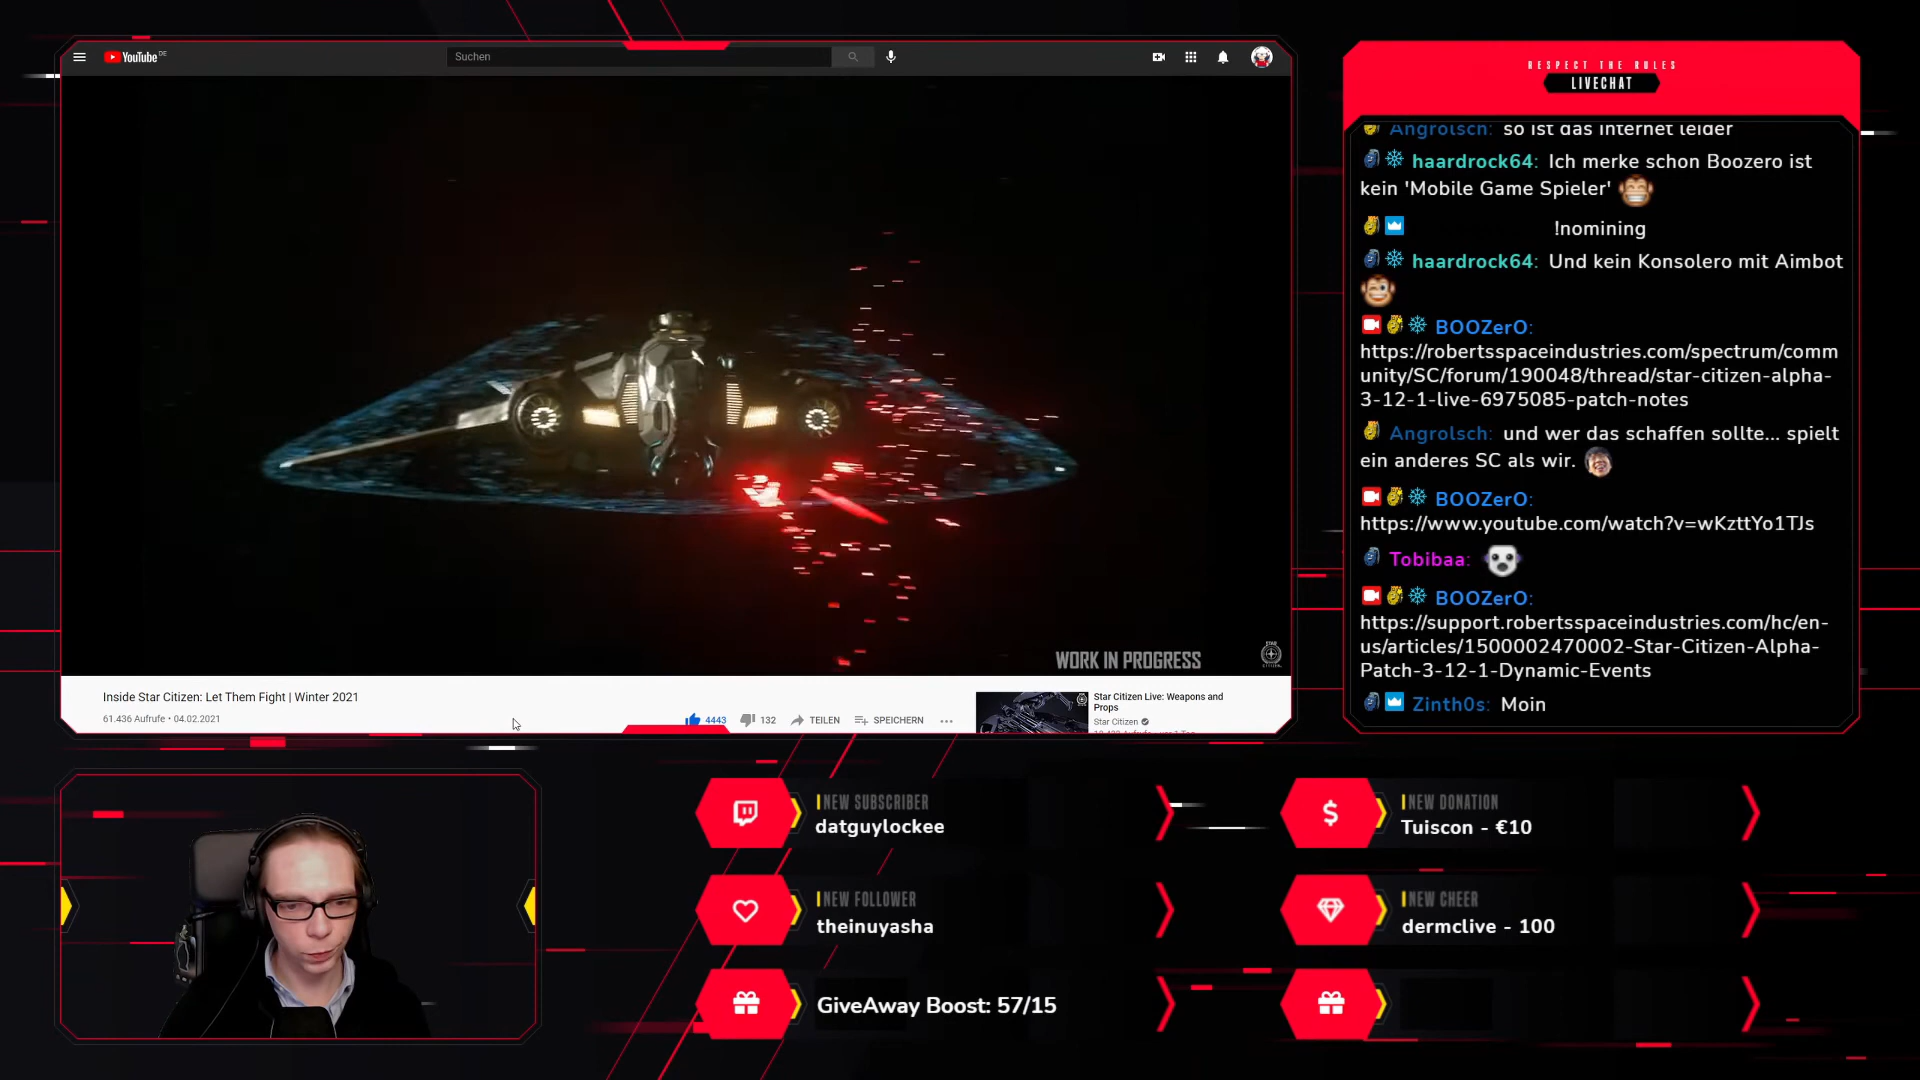 YouTube DE
Suchen
WORK IN PROGRESS
Inside Star Citizen: Let Them Fight | Winter 2021
61.436 Aufrufe • 04.02.2021
4443
132
TEILEN
SPEICHERN
Star Citizen Live: Weapons and
Props
Star Citizen
RESPECT THE RULES
LIVECHAT
Angrolsch: so ist das internet leider
haardrock64: Ich merke schon Boozero ist
kein 'Mobile Game Spieler'
!nomining
haardrock64: Und kein Konsolero mit Aimbot
BOOZerO:
https://robertsspaceindustries.com/spectrum/comm
unity/SC/forum/190048/thread/star-citizen-alpha-
3-12-1-live-6975085-patch-notes
Angrolsch: und wer das schaffen sollte... spielt
ein anderes SC als wir.
BOOZerO:
https://www.youtube.com/watch?v=wKzttYo1TJs
Tobibaa:
BOOZerO:
https://support.robertsspaceindustries.com/hc/en-
us/articles/1500002470002-Star-Citizen-Alpha-
Patch-3-12-1-Dynamic-Events
Zinth0s: Moin
NEW SUBSCRIBER
datguylockee
NEW DONATION
Tuiscon - €10
NEW FOLLOWER
theinuyasha
NEW CHEER
dermclive - 100
GiveAway Boost: 57/15